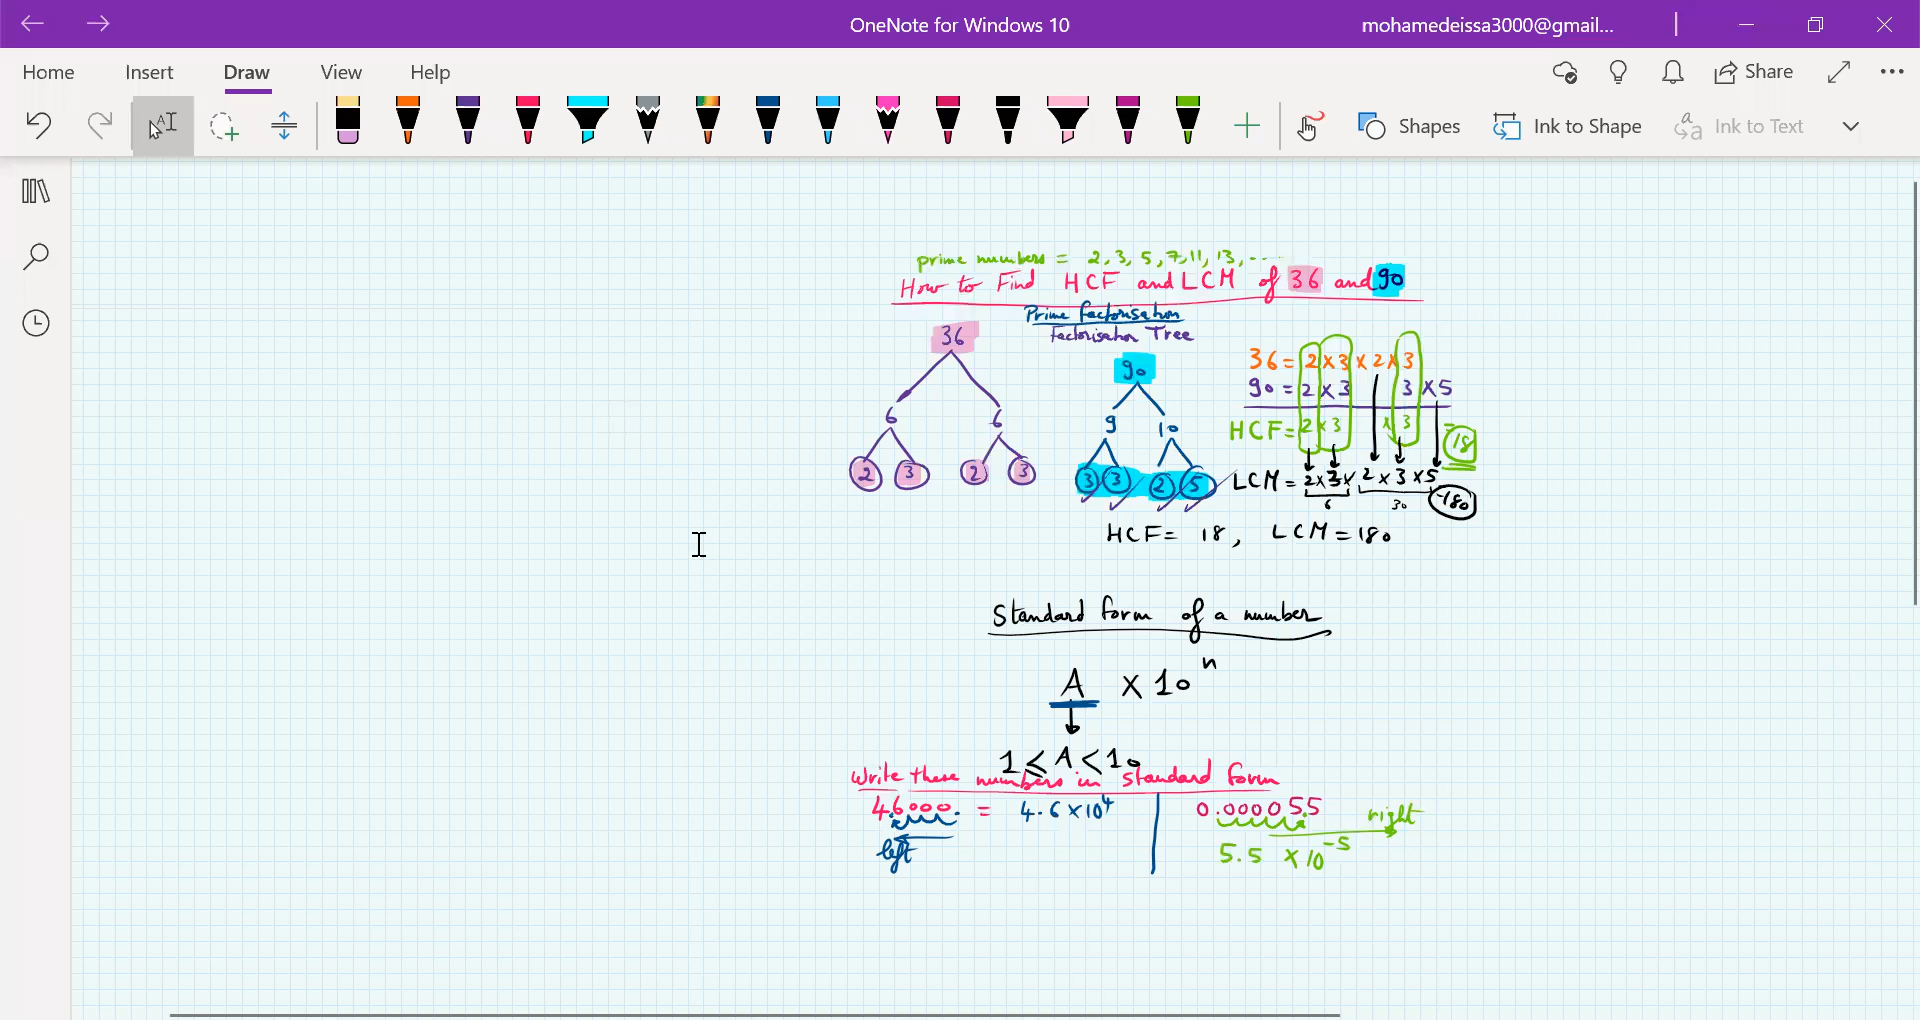 OneNote for Windows 10
mohamedeissa3000@gmail...
Home Insert Draw View Help
Share
Shapes Ink to Shape Ink to Text
prime numbers = 2, 3, 5, 7, 11, 13, ...
How to Find HCF and LCM of 36 and 90
Prime factorisation
Factorisation Tree
36
6 6
2 3 2 3
90
9 10
3 3 2 5
36 = 2 × 3 × 2 × 3
90 = 2 × 3 3 × 5
HCF = 2 × 3 × 3 = 18
LCM = 2 × 3 × 2 × 3 × 5 = 180
6 30
HCF = 18, LCM = 180
Standard form of a number
A × 10ⁿ
1 ≤ A < 10
Write these numbers in standard form
46000. = 4.6 × 10⁴
left
0.000055
right
5.5 × 10⁻⁵